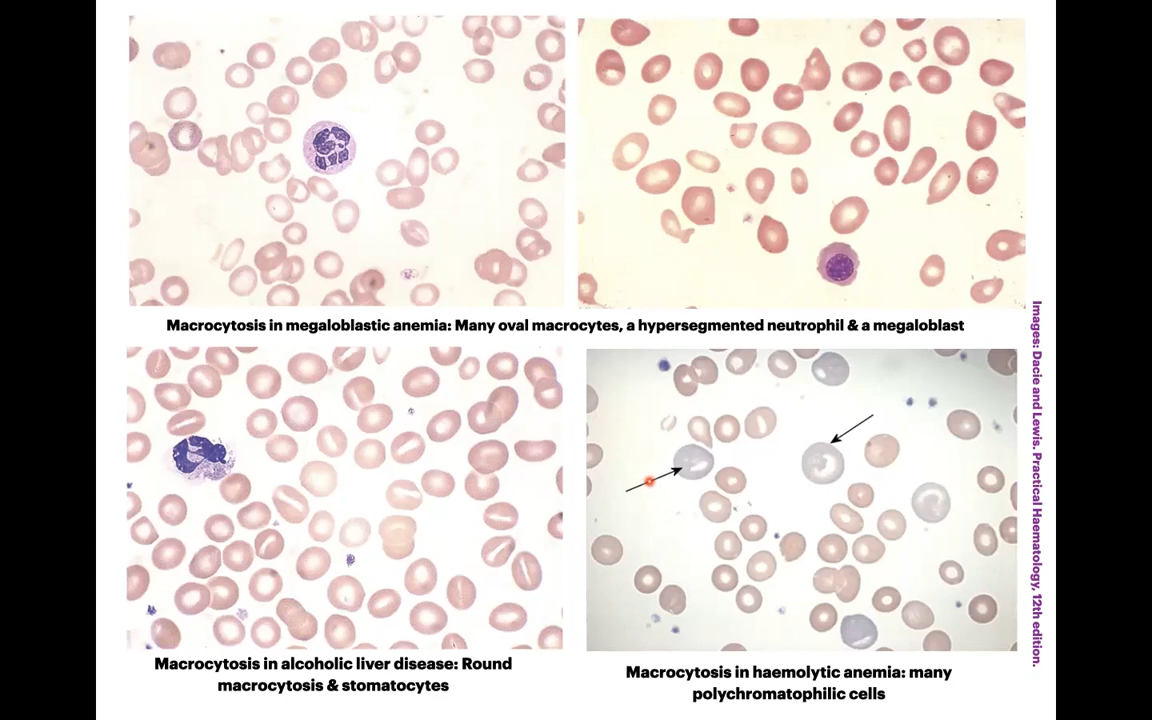 Macrocytosis in megaloblastic anemia: Many oval macrocytes, a hypersegmented neutrophil & a megaloblast
Macrocytosis in alcoholic liver disease: Round
macrocytosis & stomatocytes
Macrocytosis in haemolytic anemia: many
polychromatophilic cells
Images: Dacie and Lewis. Practical Haematology, 12th edition.